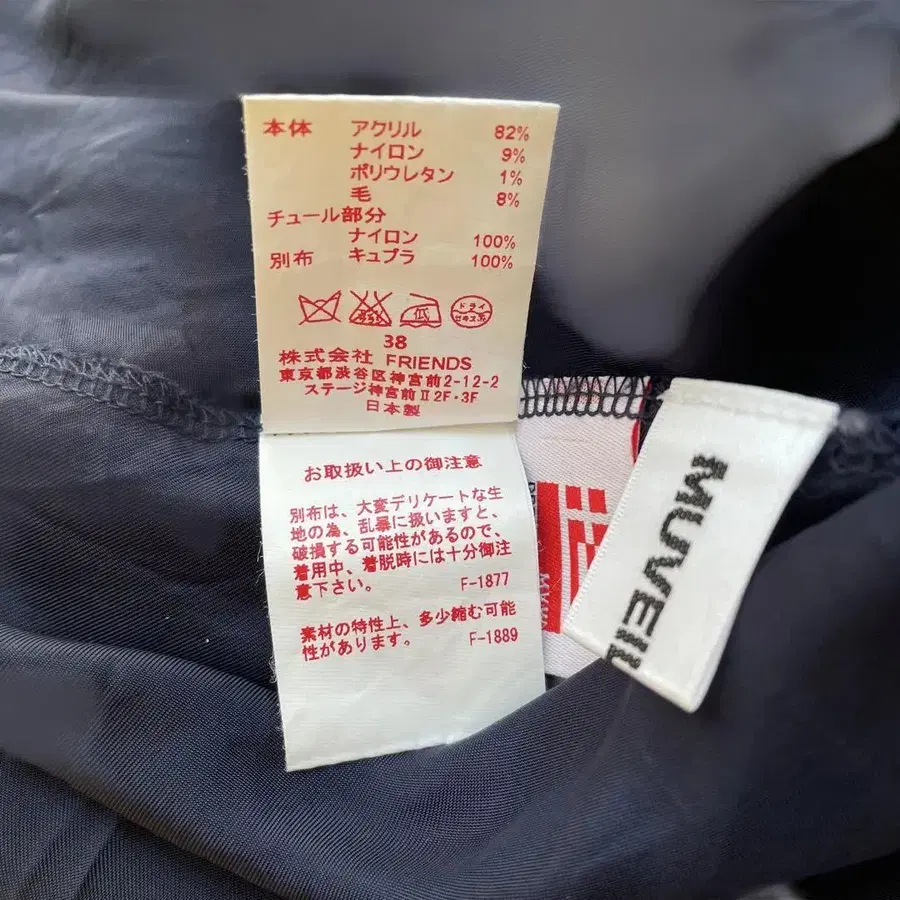 本体 アクリル 82%
ナイロン 9%
ポリウレタン 1%
毛 8%
チュール部分
ナイロン 100%
別布 キュプラ 100%
低
ドライ
セキユ系
38
株式会社 FRIENDS
東京都渋谷区神宮前2-12-2
ステージ神宮前Ⅱ2F・3F
日本製
お取扱い上の御注意
別布は、大変デリケートな生
地の為、乱暴に扱いますと、
破損する可能性があるので、
着用中、着脱時には十分御注
意下さい。 F-1877
素材の特性上、多少縮む可能
性があります。 F-1889
MUVEIL